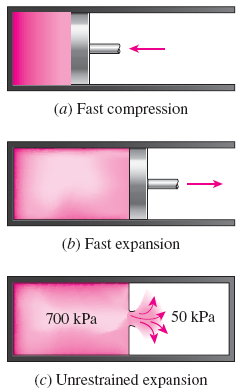 (a) Fast compression
(b) Fast expansion
700 kPa
50 kPa
(c) Unrestrained expansion